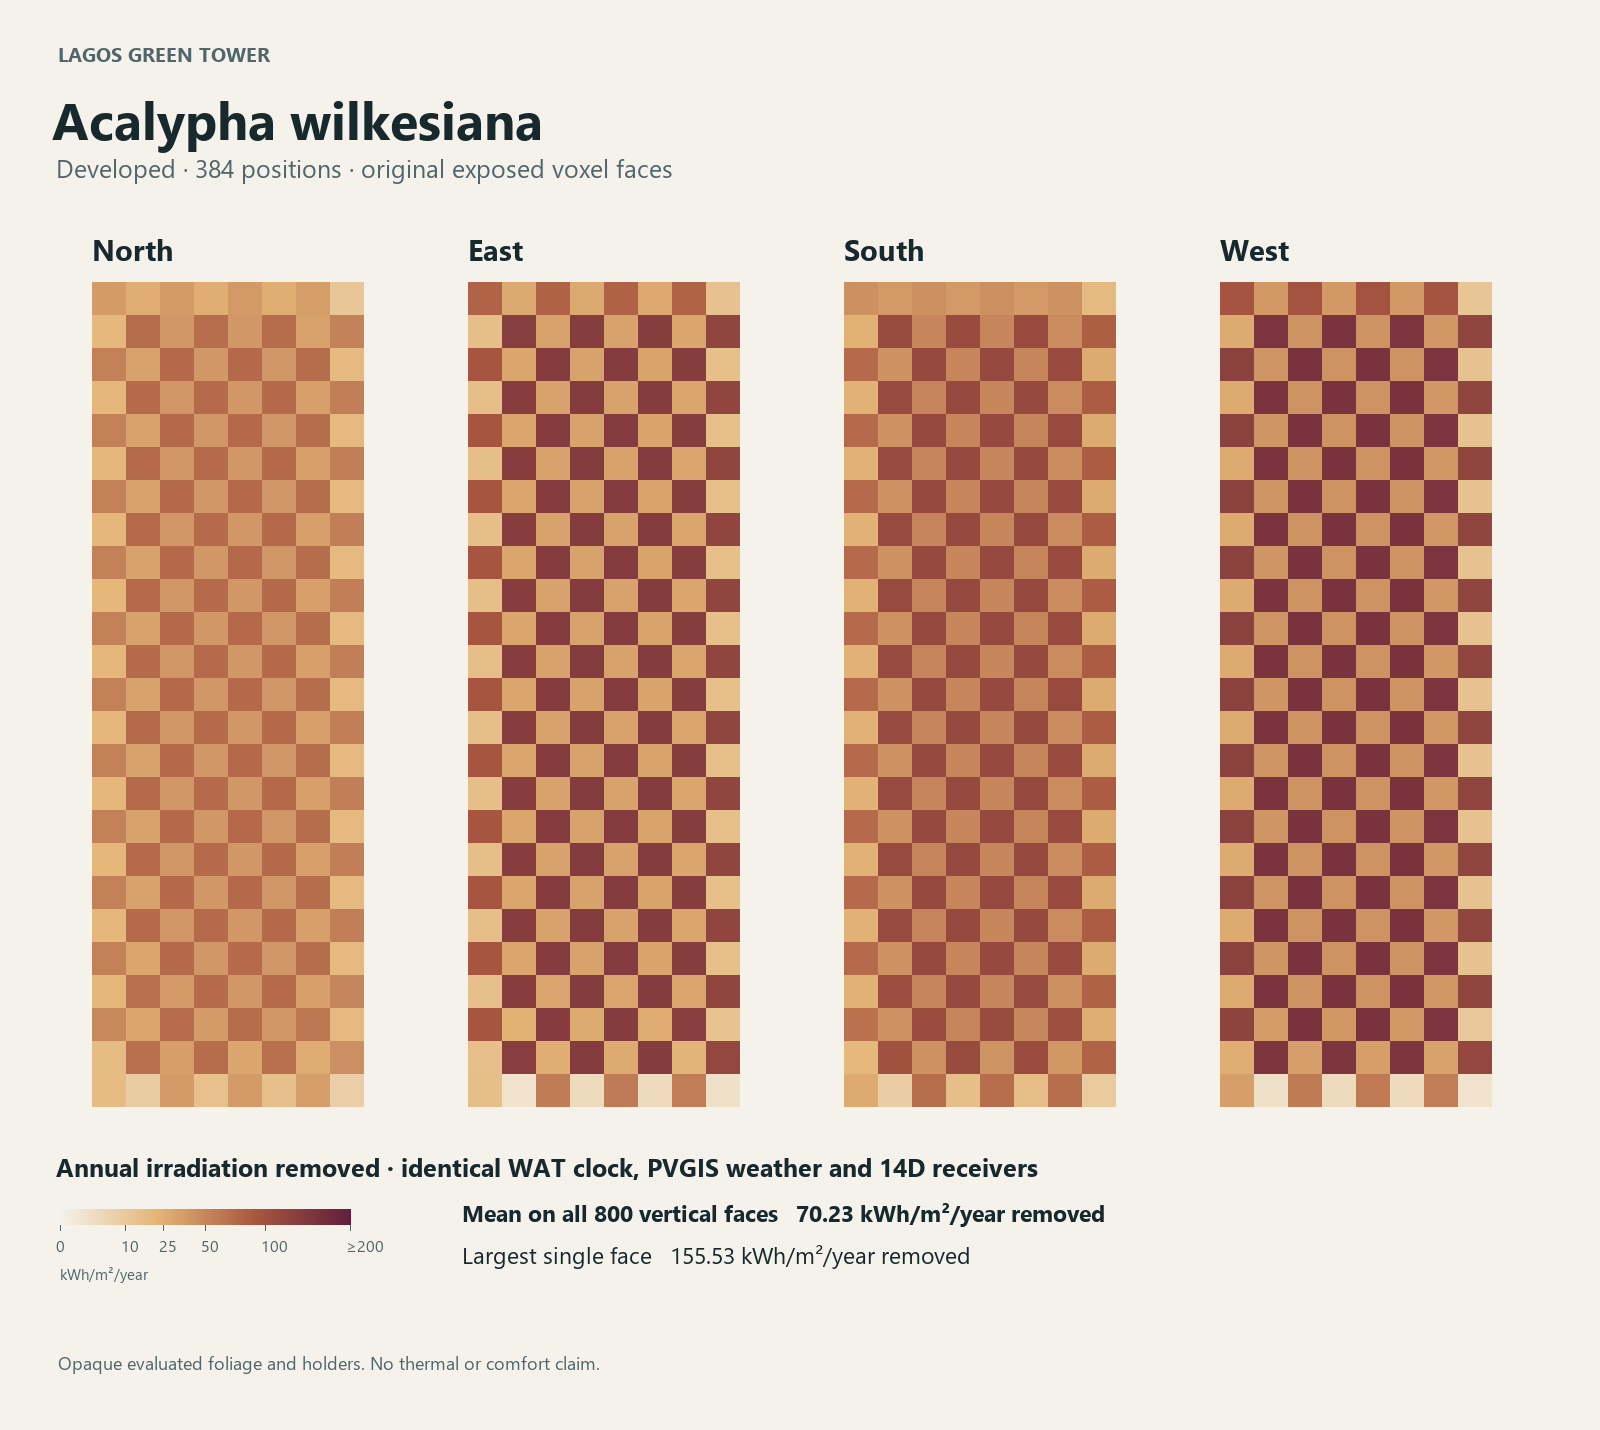 LAGOS GREEN TOWER
Acalypha wilkesiana
Developed · 384 positions · original exposed voxel faces
North East South West
Annual irradiation removed · identical WAT clock, PVGIS weather and 14D receivers
Mean on all 800 vertical faces 70.23 kWh/m²/year removed
0 10 25 50 100 ≥200
Largest single face 155.53 kWh/m²/year removed
kWh/m²/year
Opaque evaluated foliage and holders. No thermal or comfort claim.